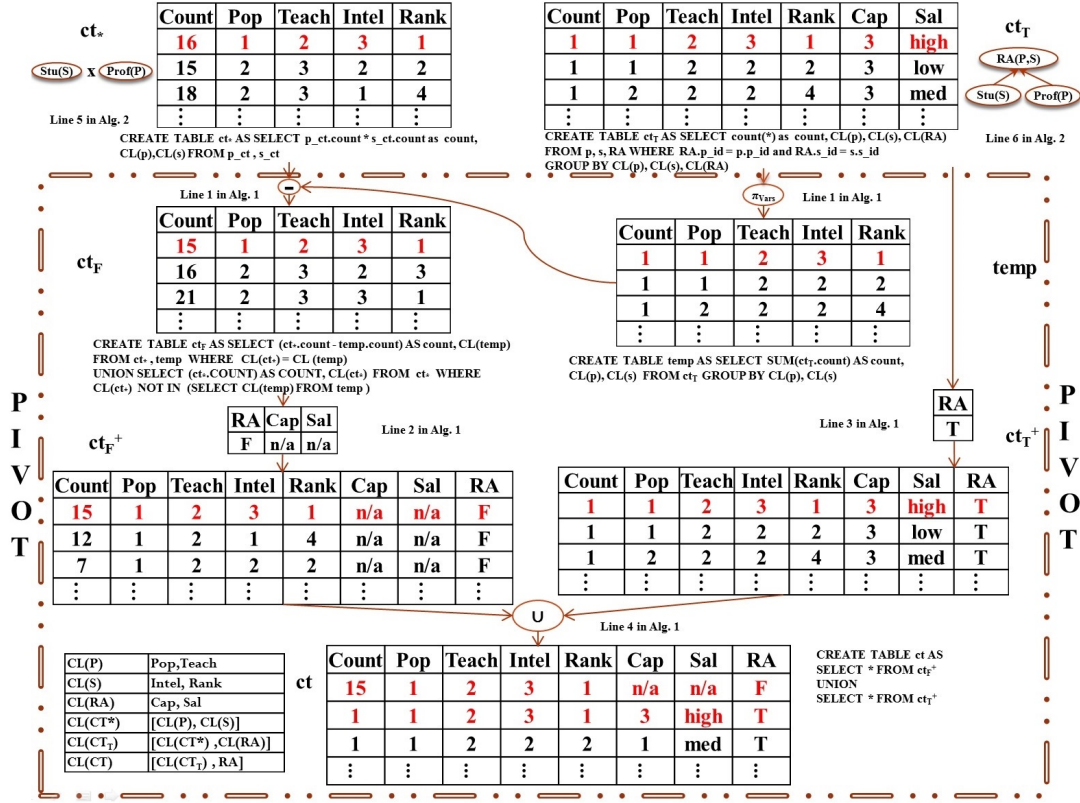 ct*
Stu(S) x Prof(P)
Line 5 in Alg. 2
Count Pop Teach Intel Rank
16 1 2 3 1
15 2 3 2 2
18 2 3 1 4
⋮ ⋮ ⋮ ⋮ ⋮
CREATE TABLE ct* AS SELECT p_ct.count * s_ct.count as count,
CL(p),CL(s) FROM p_ct , s_ct
Count Pop Teach Intel Rank Cap Sal
1 1 2 3 1 3 high
1 1 2 2 2 3 low
1 2 2 2 4 3 med
⋮ ⋮ ⋮ ⋮ ⋮ ⋮ ⋮
CREATE TABLE ctT AS SELECT count(*) as count, CL(p), CL(s), CL(RA)
FROM p, s, RA WHERE RA.p_id = p.p_id and RA.s_id = s.s_id
GROUP BY CL(p), CL(s), CL(RA)
ctT
RA(P,S)
Stu(S) Prof(P)
Line 6 in Alg. 2
Line 1 in Alg. 1
−
πVars
Line 1 in Alg. 1
ctF
Count Pop Teach Intel Rank
15 1 2 3 1
16 2 3 2 3
21 2 3 3 1
⋮ ⋮ ⋮ ⋮ ⋮
CREATE TABLE ctF AS SELECT (ct*.count - temp.count) AS count, CL(temp)
FROM ct* , temp WHERE CL(ct*) = CL (temp)
UNION SELECT (ct*.COUNT) AS COUNT, CL(ct*) FROM ct* WHERE
CL(ct*) NOT IN (SELECT CL(temp) FROM temp )
Count Pop Teach Intel Rank
1 1 2 3 1
1 1 2 2 2
1 2 2 2 4
⋮ ⋮ ⋮ ⋮ ⋮
temp
CREATE TABLE temp AS SELECT SUM(ctT.count) AS count,
CL(p), CL(s) FROM ctT GROUP BY CL(p), CL(s)
PIVOT
RA Cap Sal
F n/a n/a
Line 2 in Alg. 1
Line 3 in Alg. 1
RA
T
PIVOT
ctF+
Count Pop Teach Intel Rank Cap Sal RA
15 1 2 3 1 n/a n/a F
12 1 2 1 4 n/a n/a F
7 1 2 2 2 n/a n/a F
⋮ ⋮ ⋮ ⋮ ⋮ ⋮ ⋮ ⋮
ctT+
Count Pop Teach Intel Rank Cap Sal RA
1 1 2 3 1 3 high T
1 1 2 2 2 3 low T
1 2 2 2 4 3 med T
⋮ ⋮ ⋮ ⋮ ⋮ ⋮ ⋮ ⋮
∪
Line 4 in Alg. 1
CL(P) Pop,Teach
CL(S) Intel, Rank
CL(RA) Cap, Sal
CL(CT*) [CL(P), CL(S)]
CL(CTT) [CL(CT*) ,CL(RA)]
CL(CT) [CL(CTT) , RA]
ct
Count Pop Teach Intel Rank Cap Sal RA
15 1 2 3 1 n/a n/a F
1 1 2 3 1 3 high T
1 1 2 2 2 1 med T
⋮ ⋮ ⋮ ⋮ ⋮ ⋮ ⋮ ⋮
CREATE TABLE ct AS
SELECT * FROM ctF+
UNION
SELECT * FROM ctT+